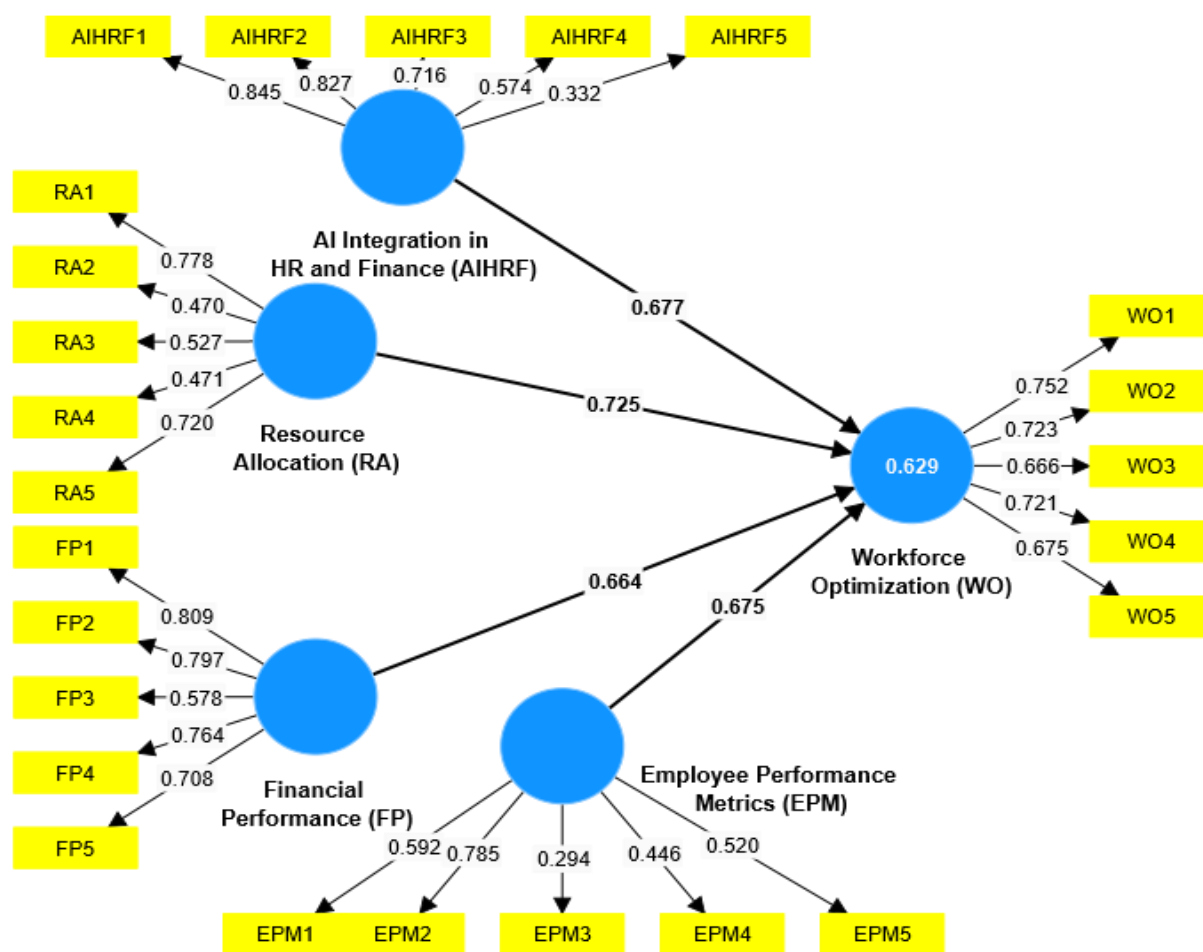 AIHRF1
AIHRF2
AIHRF3
AIHRF4
AIHRF5
0.845
0.827
0.716
0.574
0.332
AI Integration in
HR and Finance (AIHRF)
RA1
RA2
RA3
RA4
RA5
0.778
0.470
0.527
0.471
0.720
Resource
Allocation (RA)
0.677
0.725
0.664
0.675
0.629
Workforce
Optimization (WO)
0.752
0.723
0.666
0.721
0.675
WO1
WO2
WO3
WO4
WO5
FP1
FP2
FP3
FP4
FP5
0.809
0.797
0.578
0.764
0.708
Financial
Performance (FP)
Employee Performance
Metrics (EPM)
0.592
0.785
0.294
0.446
0.520
EPM1
EPM2
EPM3
EPM4
EPM5